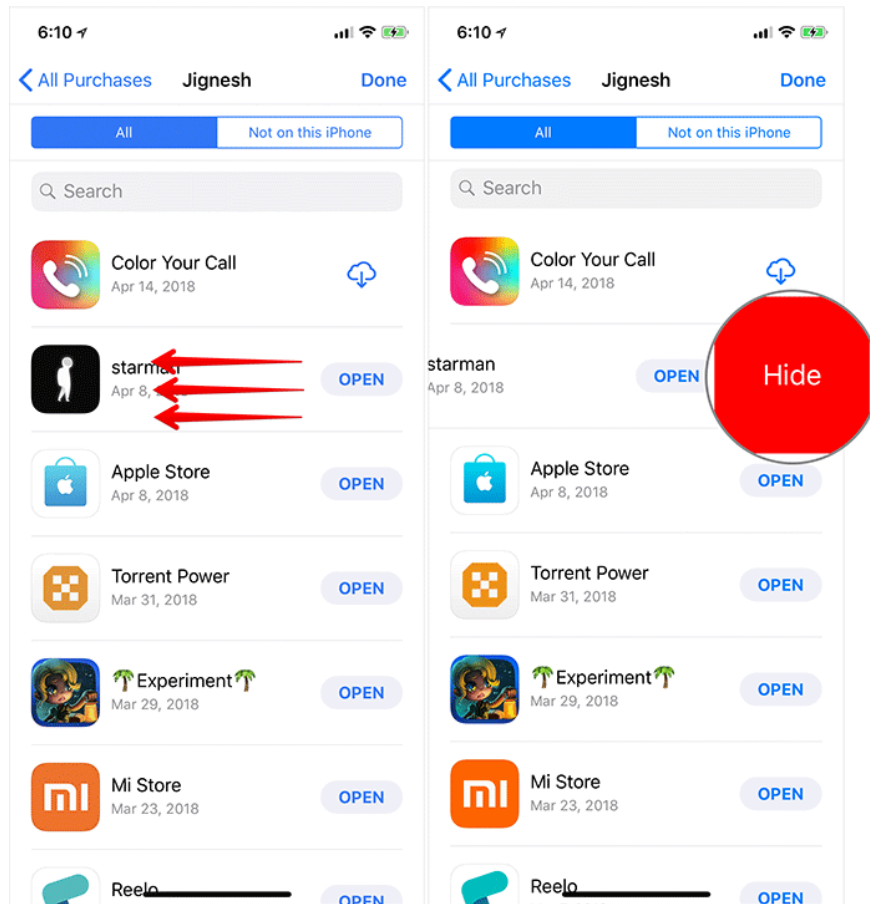 6:10
All Purchases Jignesh Done
All Not on this iPhone
Search
Color Your Call
Apr 14, 2018
starman
OPEN
Apr 8,
Apple Store
Apr 8, 2018
OPEN
Torrent Power
Mar 31, 2018
OPEN
🌴Experiment🌴
Mar 29, 2018
OPEN
Mi Store
Mar 23, 2018
OPEN
Reelo
OPEN
6:10
All Purchases Jignesh Done
All Not on this iPhone
Search
Color Your Call
Apr 14, 2018
starman
Apr 8, 2018
OPEN
Hide
Apple Store
Apr 8, 2018
OPEN
Torrent Power
Mar 31, 2018
OPEN
🌴Experiment🌴
Mar 29, 2018
OPEN
Mi Store
Mar 23, 2018
OPEN
Reelo
OPEN